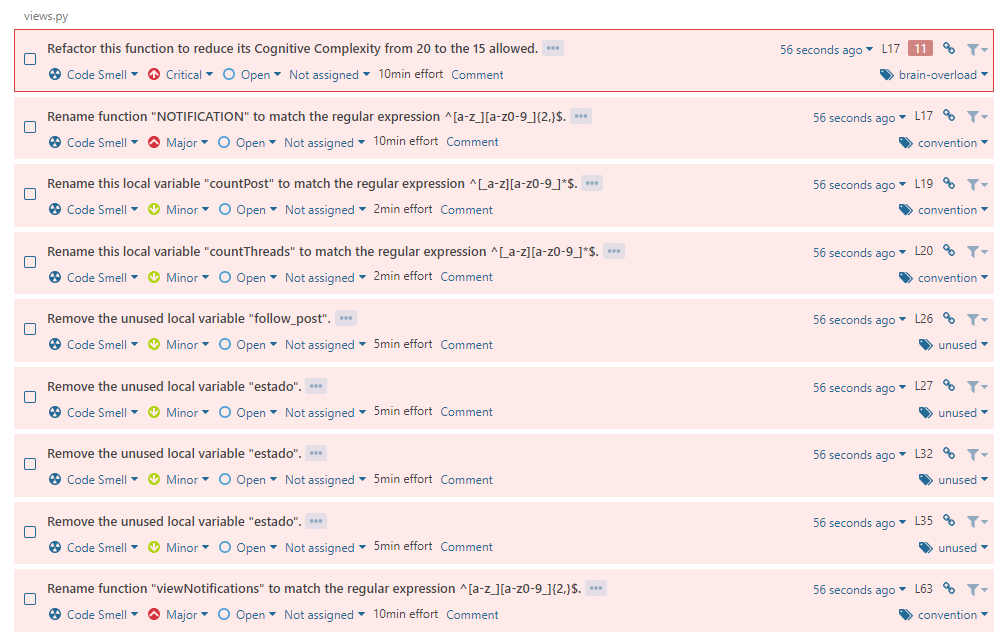 views.py
Refactor this function to reduce its Cognitive Complexity from 20 to the 15 allowed. ••• 56 seconds ago L17 11
Code Smell Critical Open Not assigned 10min effort Comment brain-overload
Rename function "NOTIFICATION" to match the regular expression ^[a-z_][a-z0-9_]{2,}$. ••• 56 seconds ago L17
Code Smell Major Open Not assigned 10min effort Comment convention
Rename this local variable "countPost" to match the regular expression ^[_a-z][a-z0-9_]*$. ••• 56 seconds ago L19
Code Smell Minor Open Not assigned 2min effort Comment convention
Rename this local variable "countThreads" to match the regular expression ^[_a-z][a-z0-9_]*$. ••• 56 seconds ago L20
Code Smell Minor Open Not assigned 2min effort Comment convention
Remove the unused local variable "follow_post". ••• 56 seconds ago L26
Code Smell Minor Open Not assigned 5min effort Comment unused
Remove the unused local variable "estado". ••• 56 seconds ago L27
Code Smell Minor Open Not assigned 5min effort Comment unused
Remove the unused local variable "estado". ••• 56 seconds ago L32
Code Smell Minor Open Not assigned 5min effort Comment unused
Remove the unused local variable "estado". ••• 56 seconds ago L35
Code Smell Minor Open Not assigned 5min effort Comment unused
Rename function "viewNotifications" to match the regular expression ^[a-z_][a-z0-9_]{2,}$. ••• 56 seconds ago L63
Code Smell Major Open Not assigned 10min effort Comment convention